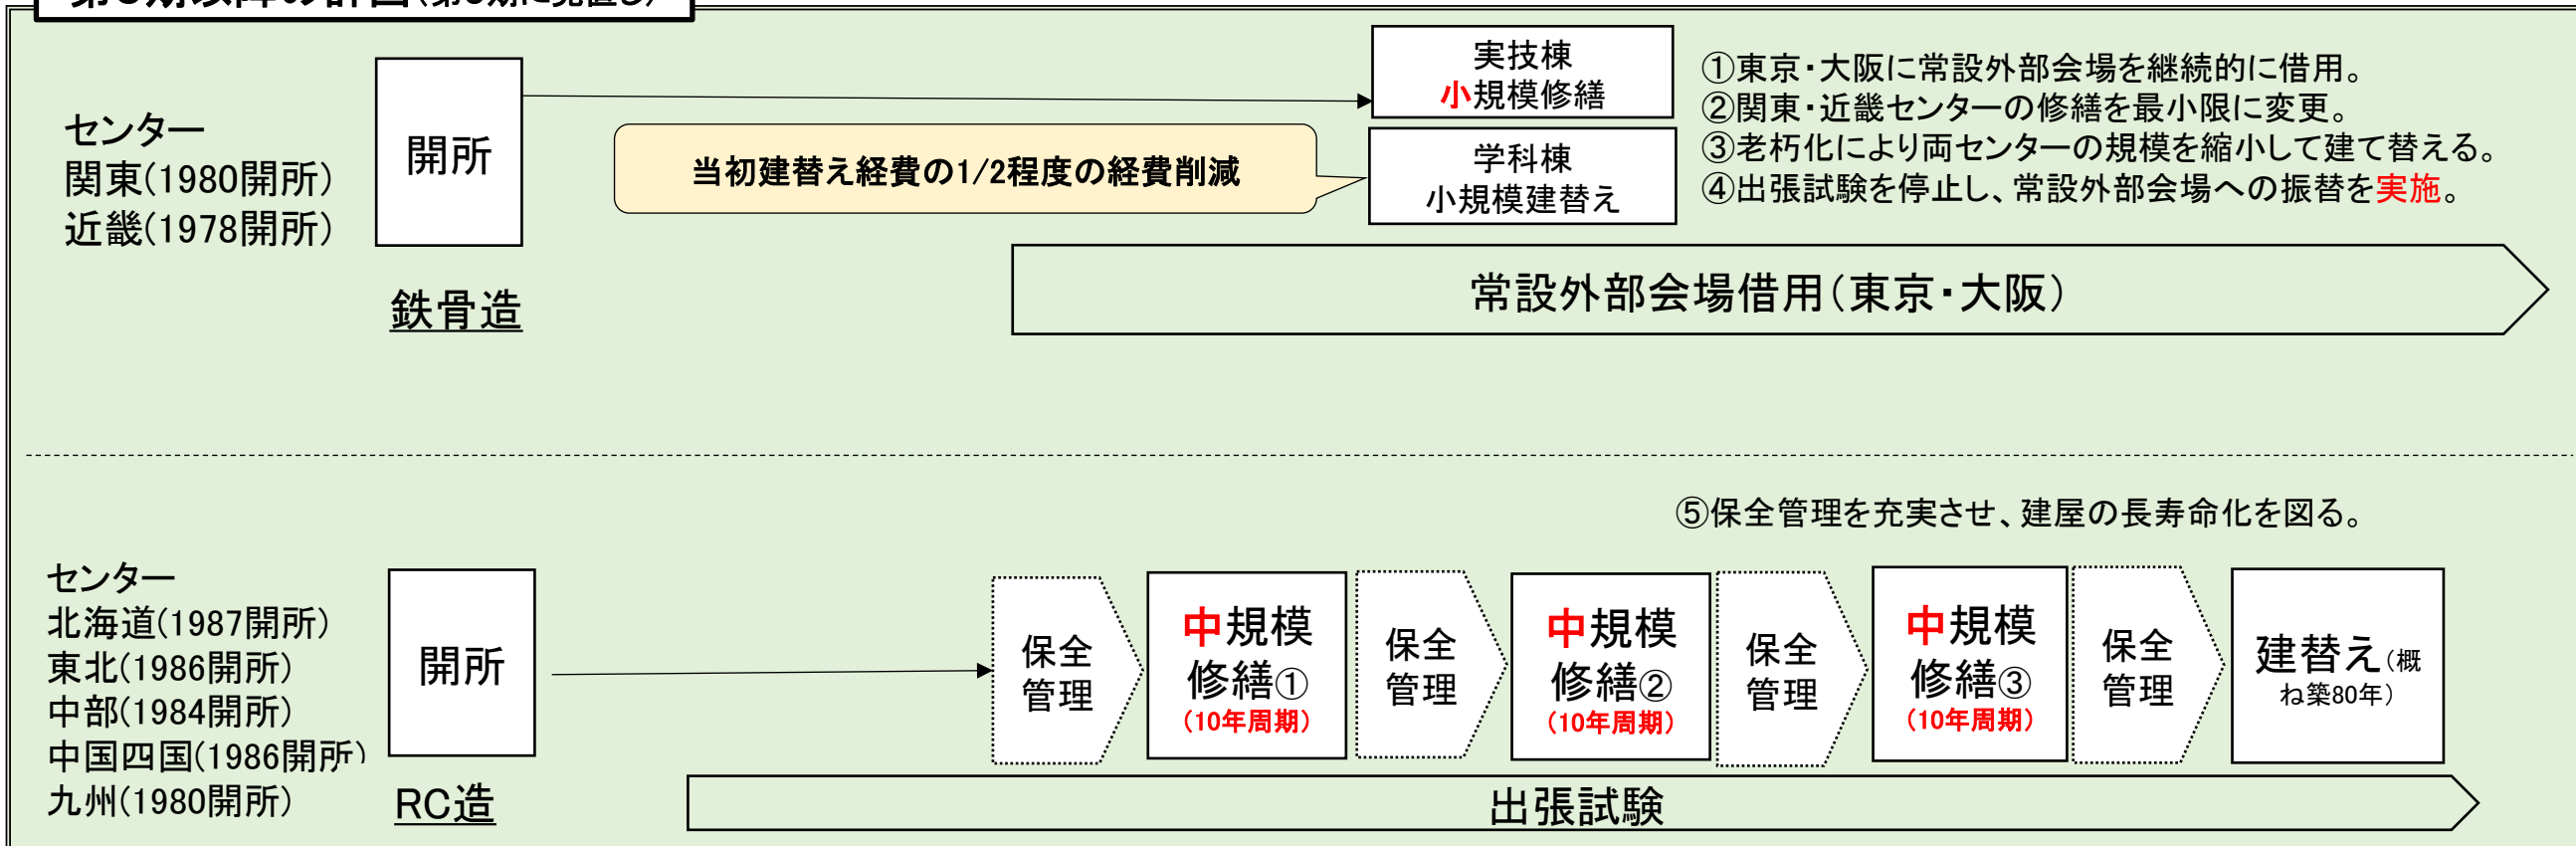 センター
関東(1980開所)
近畿(1978開所)
開所
鉄骨造
当初建替え経費の1/2程度の経費削減
実技棟
小規模修繕
学科棟
小規模建替え
①東京・大阪に常設外部会場を継続的に借用。
②関東・近畿センターの修繕を最小限に変更。
③老朽化により両センターの規模を縮小して建て替える。
④出張試験を停止し、常設外部会場への振替を実施。
常設外部会場借用(東京・大阪)
⑤保全管理を充実させ、建屋の長寿命化を図る。
センター
北海道(1987開所)
東北(1986開所)
中部(1984開所)
中国四国(1986開所)
九州(1980開所)
開所
RC造
保全
管理
中規模
修繕①
(10年周期)
保全
管理
中規模
修繕②
(10年周期)
保全
管理
中規模
修繕③
(10年周期)
保全
管理
建替え(概
ね築80年)
出張試験